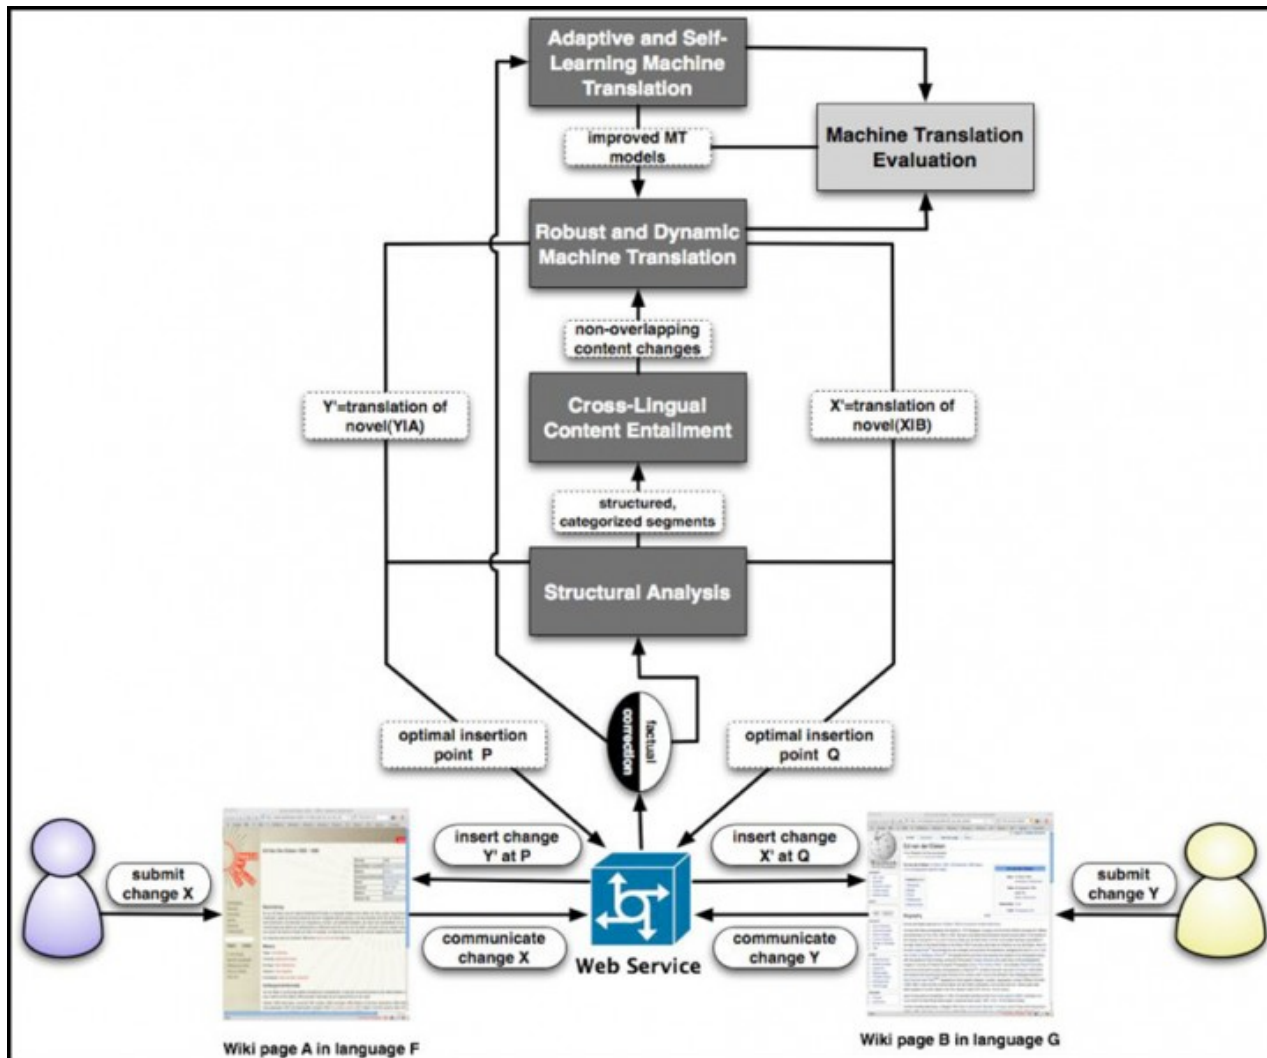 Adaptive and Self-
Learning Machine
Translation
improved MT
models
Machine Translation
Evaluation
Robust and Dynamic
Machine Translation
non-overlapping
content changes
Y'=translation of
novel(YIA)
Cross-Lingual
Content Entailment
X'=translation of
novel(XIB)
structured,
categorized segments
Structural Analysis
optimal insertion
point P
factual
correction
optimal insertion
point Q
submit
change X
insert change
Y' at P
insert change
X' at Q
submit
change Y
communicate
change X
communicate
change Y
Web Service
Wiki page A in language F
Wiki page B in language G